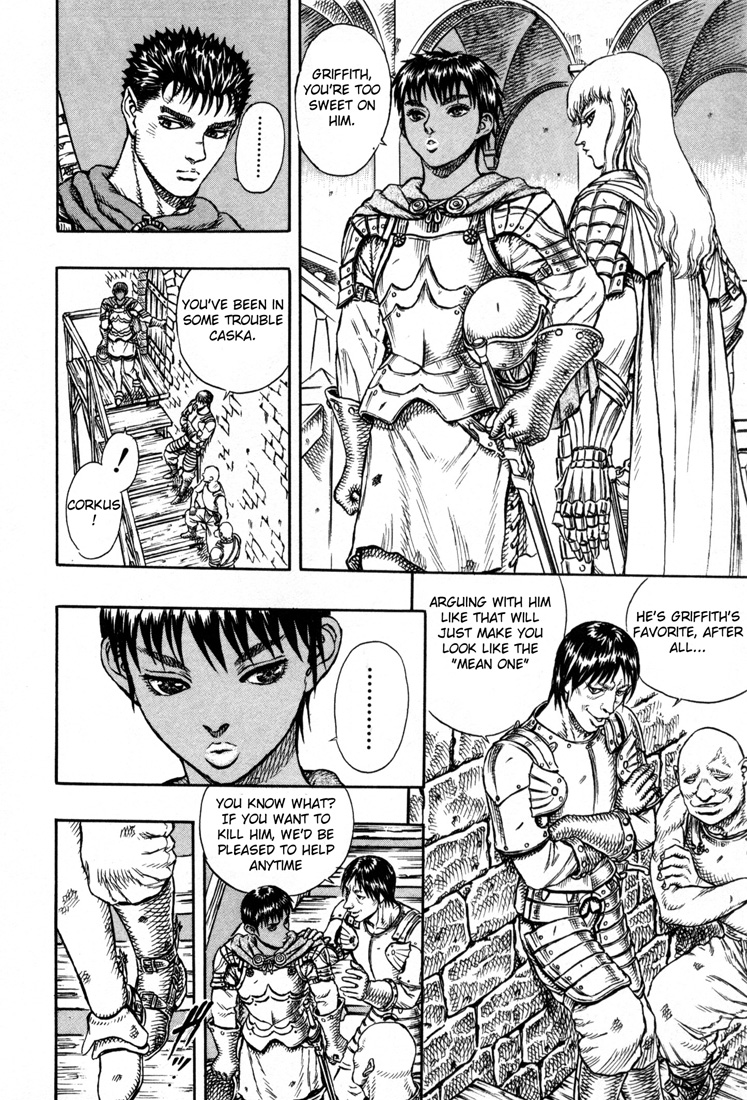 GRIFFITH,
YOU'RE TOO
SWEET ON
HIM.
........
YOU'VE BEEN IN
SOME TROUBLE
CASKA.
!
CORKUS
!
HE'S GRIFFITH'S
FAVORITE, AFTER
ALL...
ARGUING WITH HIM
LIKE THAT WILL
JUST MAKE YOU
LOOK LIKE THE
"MEAN ONE"
........
YOU KNOW WHAT?
IF YOU WANT TO
KILL HIM, WE'D BE
PLEASED TO HELP
ANYTIME